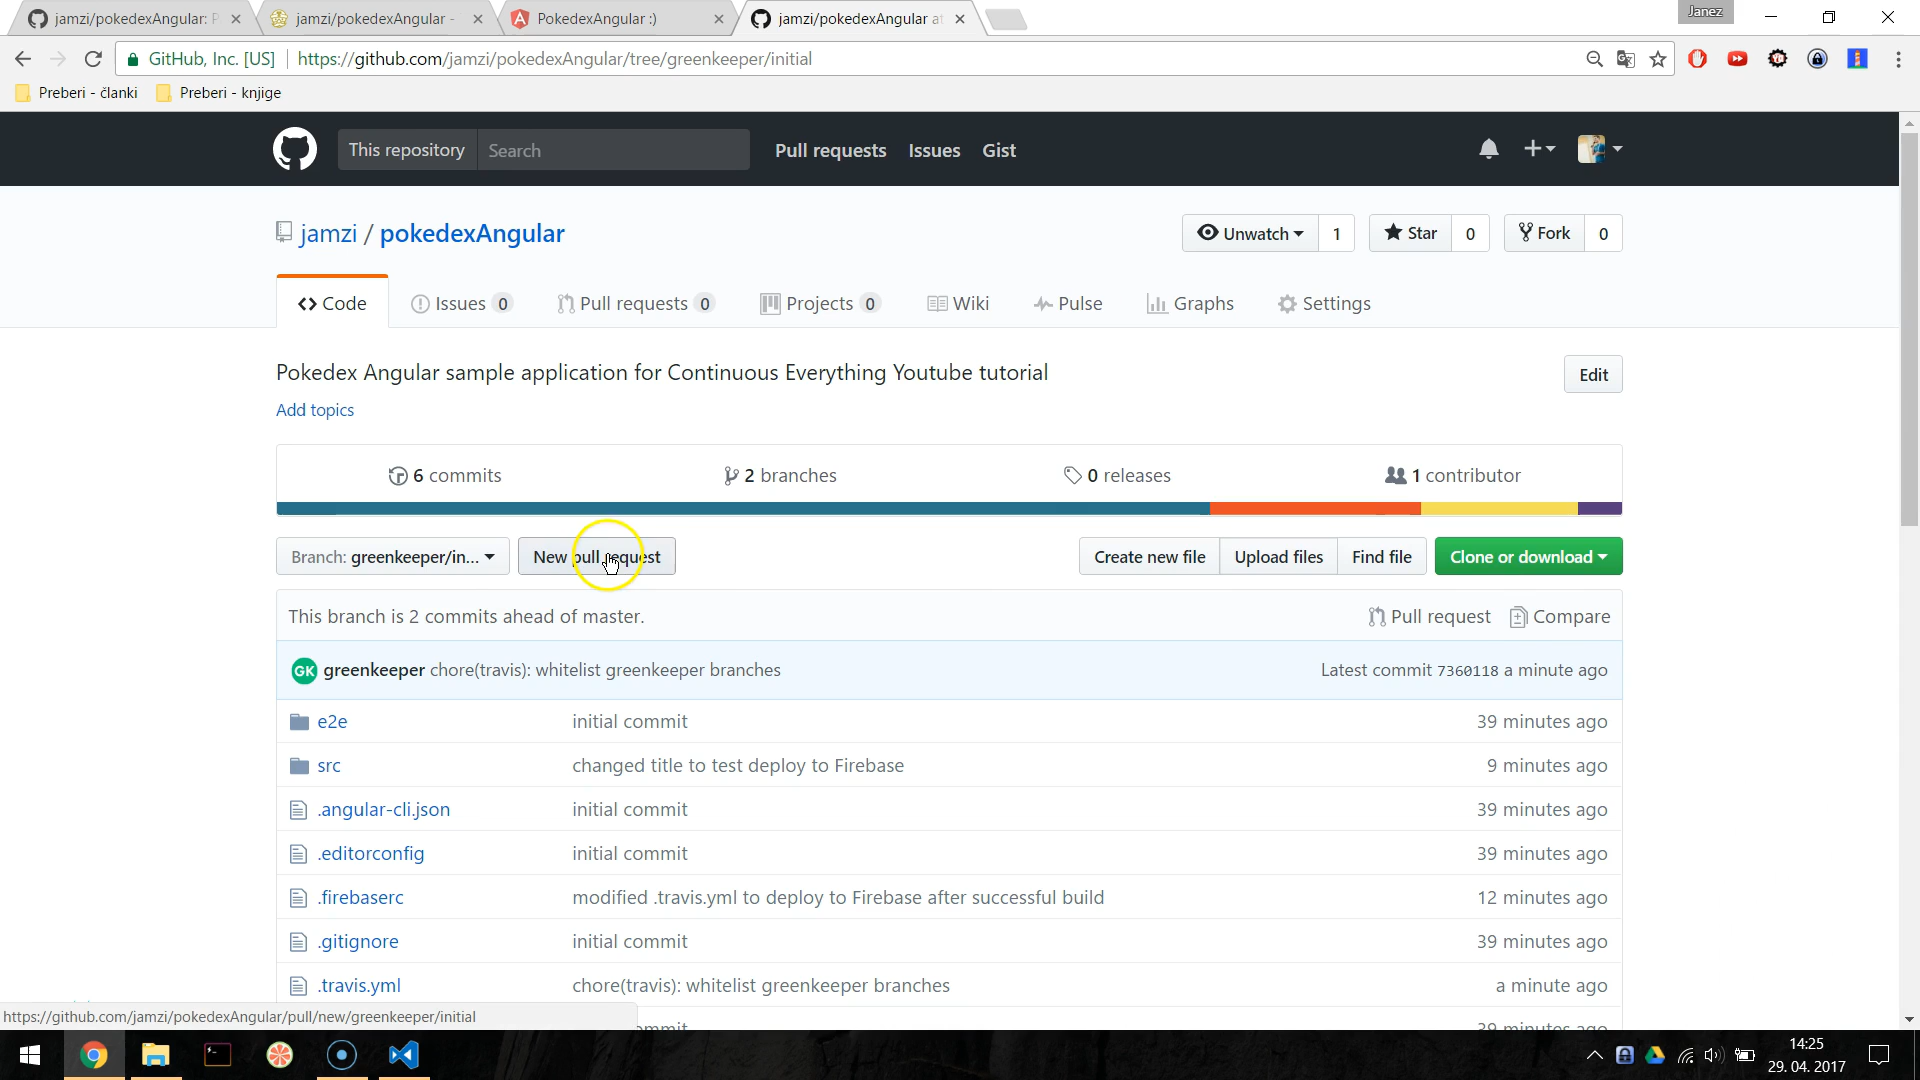 jamzi/pokedexAngular: P
jamzi/pokedexAngular -
PokedexAngular :)
jamzi/pokedexAngular at
Janez
GitHub, Inc. [US]
https://github.com/jamzi/pokedexAngular/tree/greenkeeper/initial
Preberi - članki
Preberi - knjige
This repository
Search
Pull requests
Issues
Gist
jamzi / pokedexAngular
Unwatch
1
Star
0
Fork
0
Code
Issues 0
Pull requests 0
Projects 0
Wiki
Pulse
Graphs
Settings
Pokedex Angular sample application for Continuous Everything Youtube tutorial
Edit
Add topics
6 commits
2 branches
0 releases
1 contributor
Branch: greenkeeper/in...
New pull request
Create new file
Upload files
Find file
Clone or download
This branch is 2 commits ahead of master.
Pull request
Compare
GK
greenkeeper chore(travis): whitelist greenkeeper branches
Latest commit 7360118 a minute ago
e2e
initial commit
39 minutes ago
src
changed title to test deploy to Firebase
9 minutes ago
.angular-cli.json
initial commit
39 minutes ago
.editorconfig
initial commit
39 minutes ago
.firebaserc
modified .travis.yml to deploy to Firebase after successful build
12 minutes ago
.gitignore
initial commit
39 minutes ago
.travis.yml
chore(travis): whitelist greenkeeper branches
a minute ago
https://github.com/jamzi/pokedexAngular/pull/new/greenkeeper/initial
14:25
29. 04. 2017